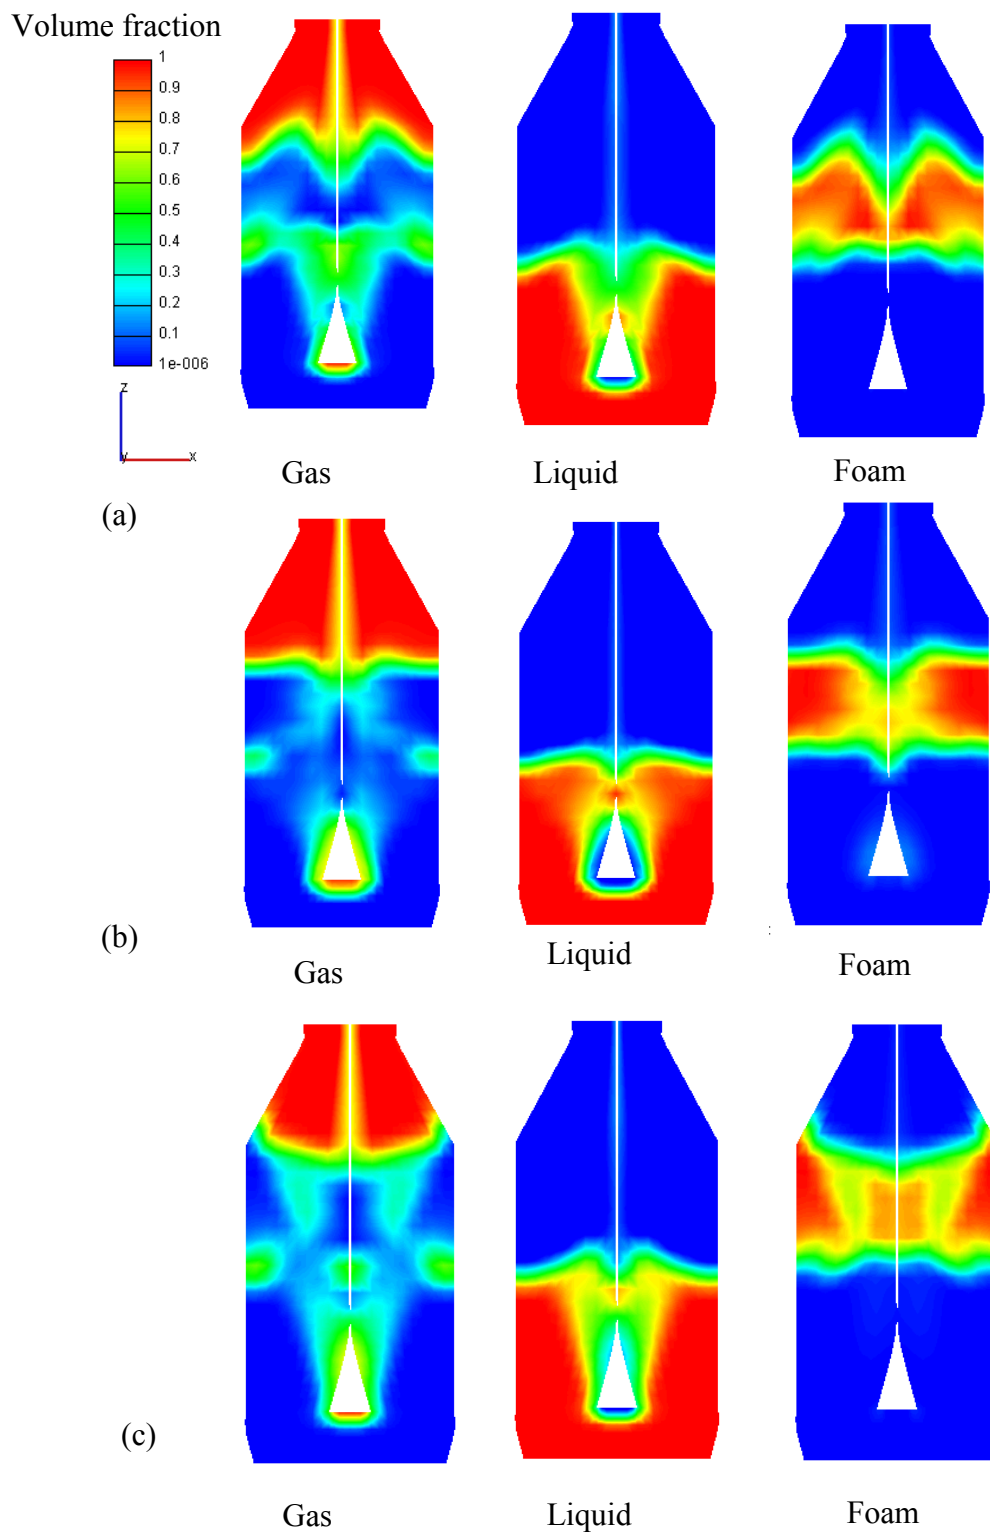 Volume fraction
1
0.9
0.8
0.7
0.6
0.5
0.4
0.3
0.2
0.1
1e-006
z
y x
Gas Liquid Foam
(a)
(b)
:
Gas Liquid Foam
(c)
Gas Liquid Foam